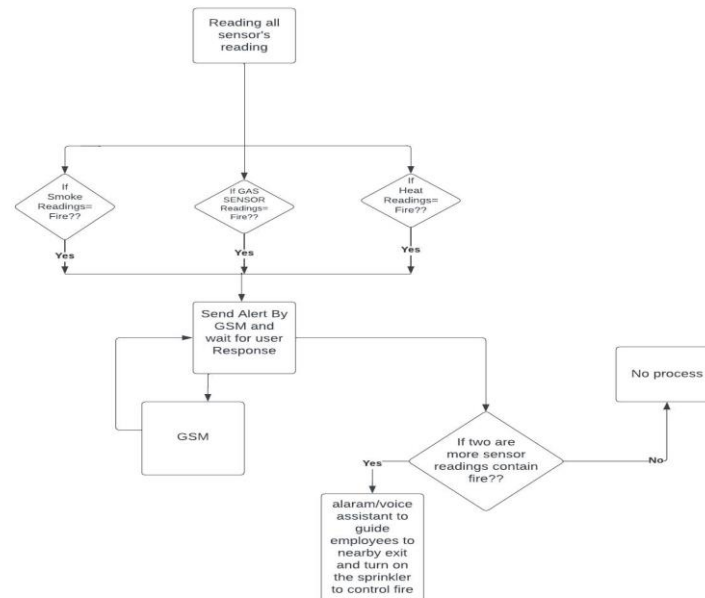 Reading all
sensor's
reading
If
Smoke
Readings=
Fire??
If GAS
SENSOR
Readings=
Fire??
If
Heat
Readings=
Fire??
Yes
Yes
Yes
Send Alert By
GSM and
wait for user
Response
No process
GSM
If two are
more sensor
readings contain
fire??
Yes
No
alaram/voice
assistant to
guide
employees to
nearby exit
and turn on
the sprinkler
to control fire